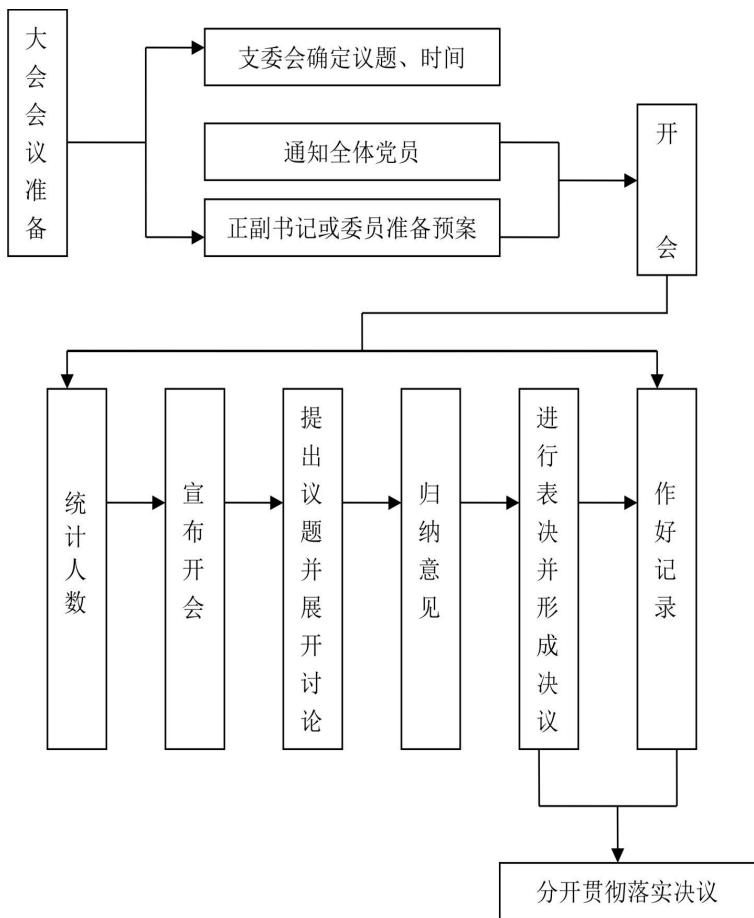 大会会议准备
支委会确定议题、时间
通知全体党员
正副书记或委员准备预案
开会
统计人数
宣布开会
提出议题并展开讨论
归纳意见
进行表决并形成决议
作好记录
分开贯彻落实决议